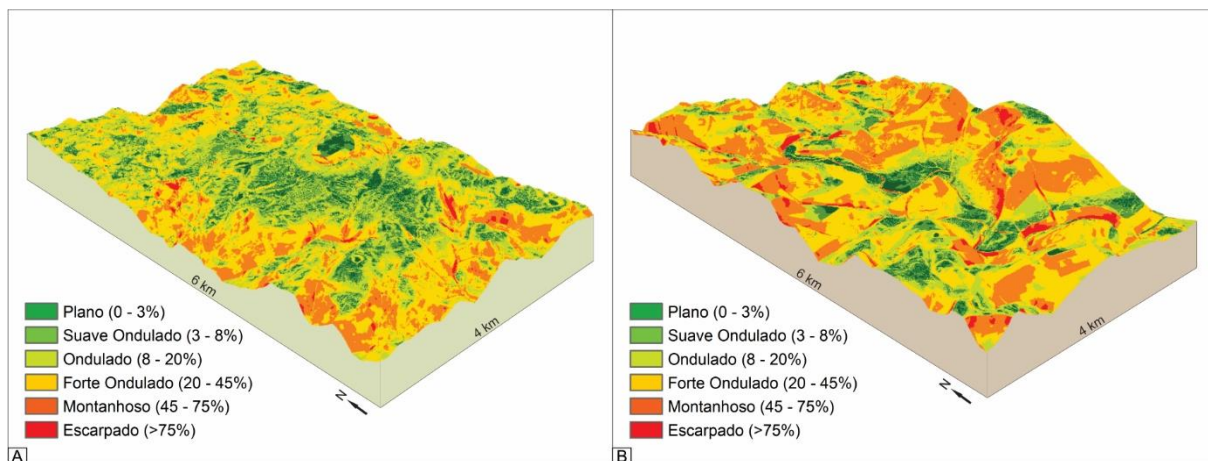 6 km
4 km
N
Plano (0 - 3%)
Suave Ondulado (3 - 8%)
Ondulado (8 - 20%)
Forte Ondulado (20 - 45%)
Montanhoso (45 - 75%)
Escarpado (>75%)
A
6 km
4 km
N
Plano (0 - 3%)
Suave Ondulado (3 - 8%)
Ondulado (8 - 20%)
Forte Ondulado (20 - 45%)
Montanhoso (45 - 75%)
Escarpado (>75%)
B